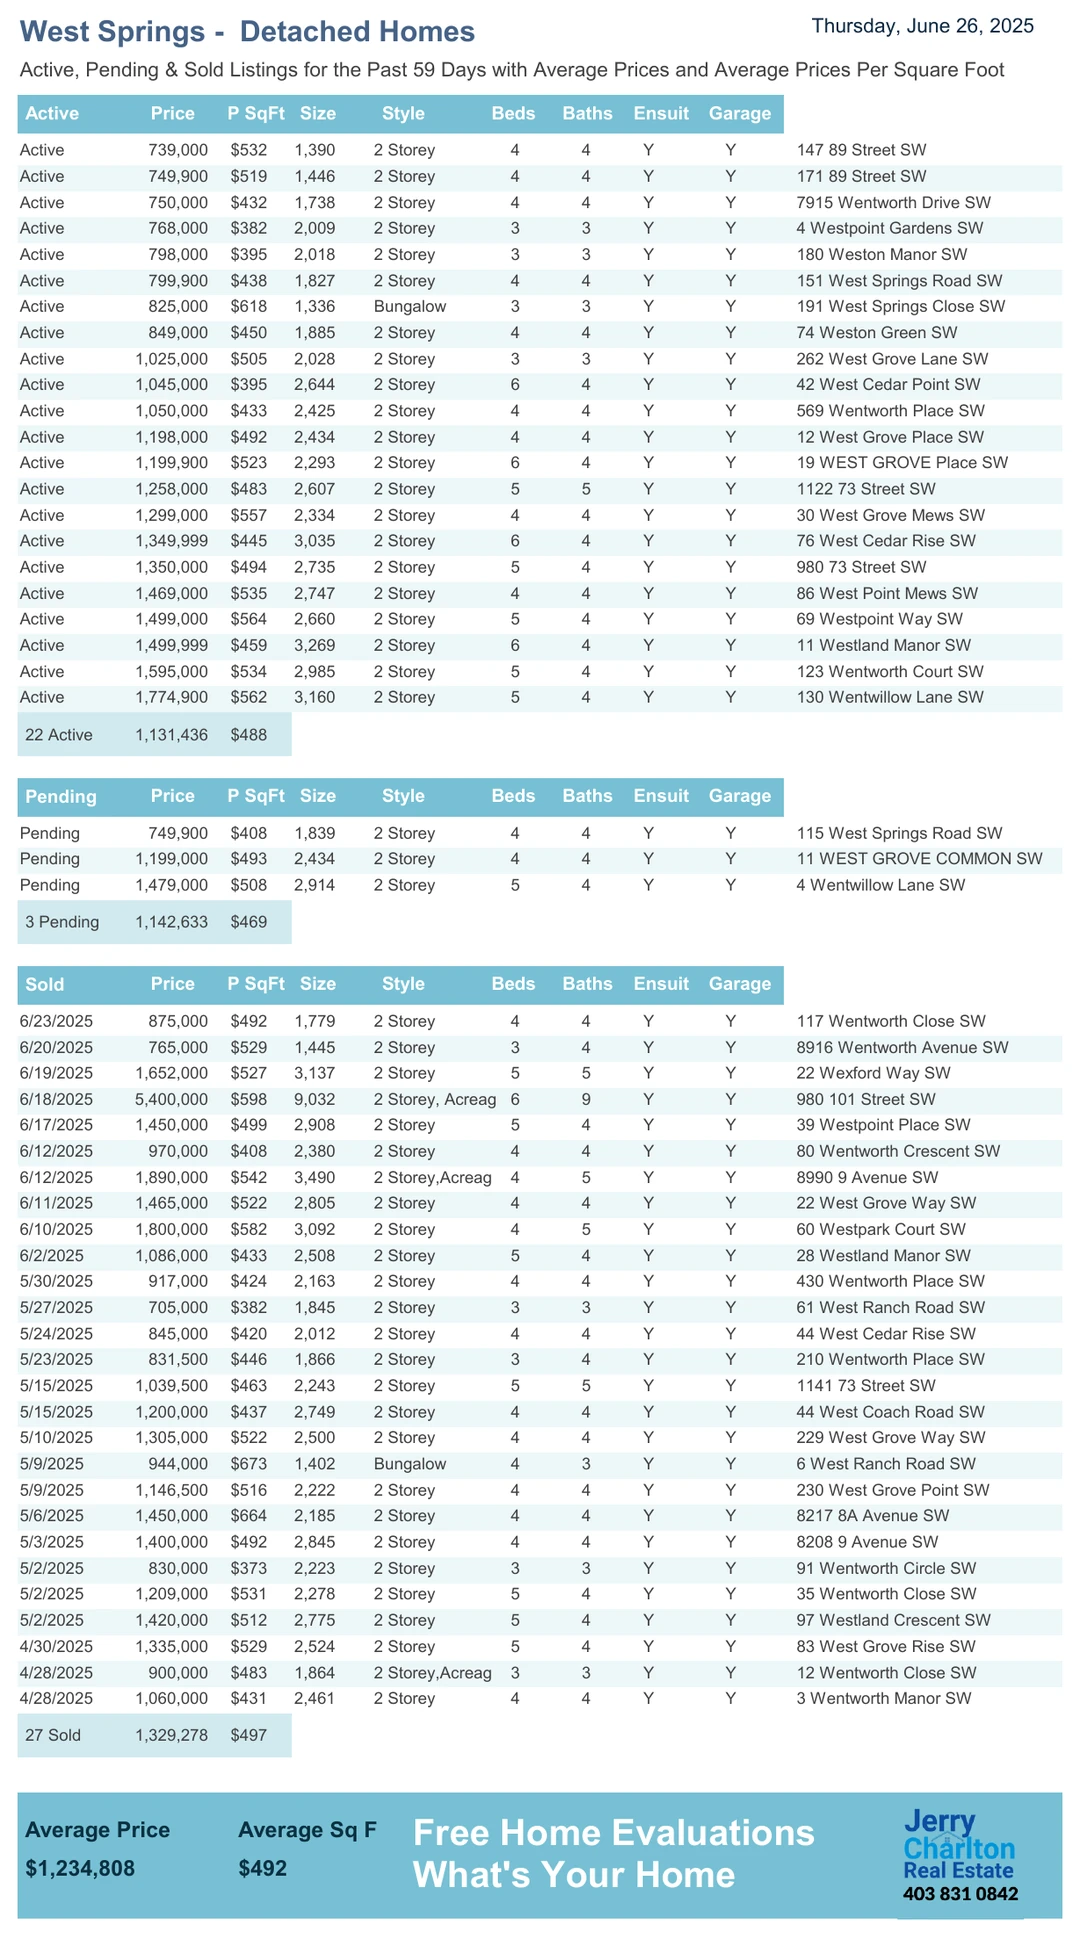 West Springs -  Detached Homes
Thursday, June 26, 2025
Active, Pending & Sold Listings for the Past 59 Days with Average Prices and Average Prices Per Square Foot
Active Price P SqFt Size Style Beds Baths Ensuit Garage
Active 739,000 $532 1,390 2 Storey 4 4 Y Y 147 89 Street SW
Active 749,900 $519 1,446 2 Storey 4 4 Y Y 171 89 Street SW
Active 750,000 $432 1,738 2 Storey 4 4 Y Y 7915 Wentworth Drive SW
Active 768,000 $382 2,009 2 Storey 3 3 Y Y 4 Westpoint Gardens SW
Active 798,000 $395 2,018 2 Storey 3 3 Y Y 180 Weston Manor SW
Active 799,900 $438 1,827 2 Storey 4 4 Y Y 151 West Springs Road SW
Active 825,000 $618 1,336 Bungalow 3 3 Y Y 191 West Springs Close SW
Active 849,000 $450 1,885 2 Storey 4 4 Y Y 74 Weston Green SW
Active 1,025,000 $505 2,028 2 Storey 3 3 Y Y 262 West Grove Lane SW
Active 1,045,000 $395 2,644 2 Storey 6 4 Y Y 42 West Cedar Point SW
Active 1,050,000 $433 2,425 2 Storey 4 4 Y Y 569 Wentworth Place SW
Active 1,198,000 $492 2,434 2 Storey 4 4 Y Y 12 West Grove Place SW
Active 1,199,900 $523 2,293 2 Storey 6 4 Y Y 19 WEST GROVE Place SW
Active 1,258,000 $483 2,607 2 Storey 5 5 Y Y 1122 73 Street SW
Active 1,299,000 $557 2,334 2 Storey 4 4 Y Y 30 West Grove Mews SW
Active 1,349,999 $445 3,035 2 Storey 6 4 Y Y 76 West Cedar Rise SW
Active 1,350,000 $494 2,735 2 Storey 5 4 Y Y 980 73 Street SW
Active 1,469,000 $535 2,747 2 Storey 4 4 Y Y 86 West Point Mews SW
Active 1,499,000 $564 2,660 2 Storey 5 4 Y Y 69 Westpoint Way SW
Active 1,499,999 $459 3,269 2 Storey 6 4 Y Y 11 Westland Manor SW
Active 1,595,000 $534 2,985 2 Storey 5 4 Y Y 123 Wentworth Court SW
Active 1,774,900 $562 3,160 2 Storey 5 4 Y Y 130 Wentwillow Lane SW
22 Active 1,131,436 $488
Pending Price P SqFt Size Style Beds Baths Ensuit Garage
Pending 749,900 $408 1,839 2 Storey 4 4 Y Y 115 West Springs Road SW
Pending 1,199,000 $493 2,434 2 Storey 4 4 Y Y 11 WEST GROVE COMMON SW
Pending 1,479,000 $508 2,914 2 Storey 5 4 Y Y 4 Wentwillow Lane SW
3 Pending 1,142,633 $469
Sold Price P SqFt Size Style Beds Baths Ensuit Garage
6/23/2025 875,000 $492 1,779 2 Storey 4 4 Y Y 117 Wentworth Close SW
6/20/2025 765,000 $529 1,445 2 Storey 3 4 Y Y 8916 Wentworth Avenue SW
6/19/2025 1,652,000 $527 3,137 2 Storey 5 5 Y Y 22 Wexford Way SW
6/18/2025 5,400,000 $598 9,032 2 Storey, Acreag 6 9 Y Y 980 101 Street SW
6/17/2025 1,450,000 $499 2,908 2 Storey 5 4 Y Y 39 Westpoint Place SW
6/12/2025 970,000 $408 2,380 2 Storey 4 4 Y Y 80 Wentworth Crescent SW
6/12/2025 1,890,000 $542 3,490 2 Storey,Acreag 4 5 Y Y 8990 9 Avenue SW
6/11/2025 1,465,000 $522 2,805 2 Storey 4 4 Y Y 22 West Grove Way SW
6/10/2025 1,800,000 $582 3,092 2 Storey 4 5 Y Y 60 Westpark Court SW
6/2/2025 1,086,000 $433 2,508 2 Storey 5 4 Y Y 28 Westland Manor SW
5/30/2025 917,000 $424 2,163 2 Storey 4 4 Y Y 430 Wentworth Place SW
5/27/2025 705,000 $382 1,845 2 Storey 3 3 Y Y 61 West Ranch Road SW
5/24/2025 845,000 $420 2,012 2 Storey 4 4 Y Y 44 West Cedar Rise SW
5/23/2025 831,500 $446 1,866 2 Storey 3 4 Y Y 210 Wentworth Place SW
5/15/2025 1,039,500 $463 2,243 2 Storey 5 5 Y Y 1141 73 Street SW
5/15/2025 1,200,000 $437 2,749 2 Storey 4 4 Y Y 44 West Coach Road SW
5/10/2025 1,305,000 $522 2,500 2 Storey 4 4 Y Y 229 West Grove Way SW
5/9/2025 944,000 $673 1,402 Bungalow 4 3 Y Y 6 West Ranch Road SW
5/9/2025 1,146,500 $516 2,222 2 Storey 4 4 Y Y 230 West Grove Point SW
5/6/2025 1,450,000 $664 2,185 2 Storey 4 4 Y Y 8217 8A Avenue SW
5/3/2025 1,400,000 $492 2,845 2 Storey 4 4 Y Y 8208 9 Avenue SW
5/2/2025 830,000 $373 2,223 2 Storey 3 3 Y Y 91 Wentworth Circle SW
5/2/2025 1,209,000 $531 2,278 2 Storey 5 4 Y Y 35 Wentworth Close SW
5/2/2025 1,420,000 $512 2,775 2 Storey 5 4 Y Y 97 Westland Crescent SW
4/30/2025 1,335,000 $529 2,524 2 Storey 5 4 Y Y 83 West Grove Rise SW
4/28/2025 900,000 $483 1,864 2 Storey,Acreag 3 3 Y Y 12 Wentworth Close SW
4/28/2025 1,060,000 $431 2,461 2 Storey 4 4 Y Y 3 Wentworth Manor SW
27 Sold 1,329,278 $497
Average Price Average Sq F
$1,234,808 $492
Free Home Evaluations
What's Your Home
Jerry
Charlton
Real Estate
403 831 0842